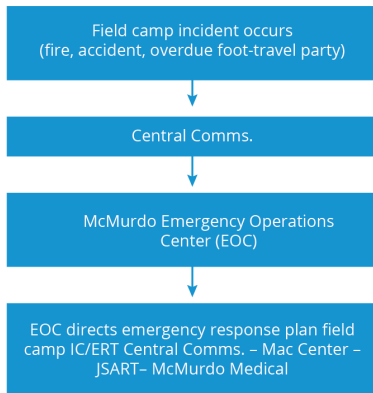 Field camp incident occurs
(fire, accident, overdue foot-travel party)
Central Comms.
McMurdo Emergency Operations
Center (EOC)
EOC directs emergency response plan field
camp IC/ERT Central Comms. – Mac Center –
JSART– McMurdo Medical